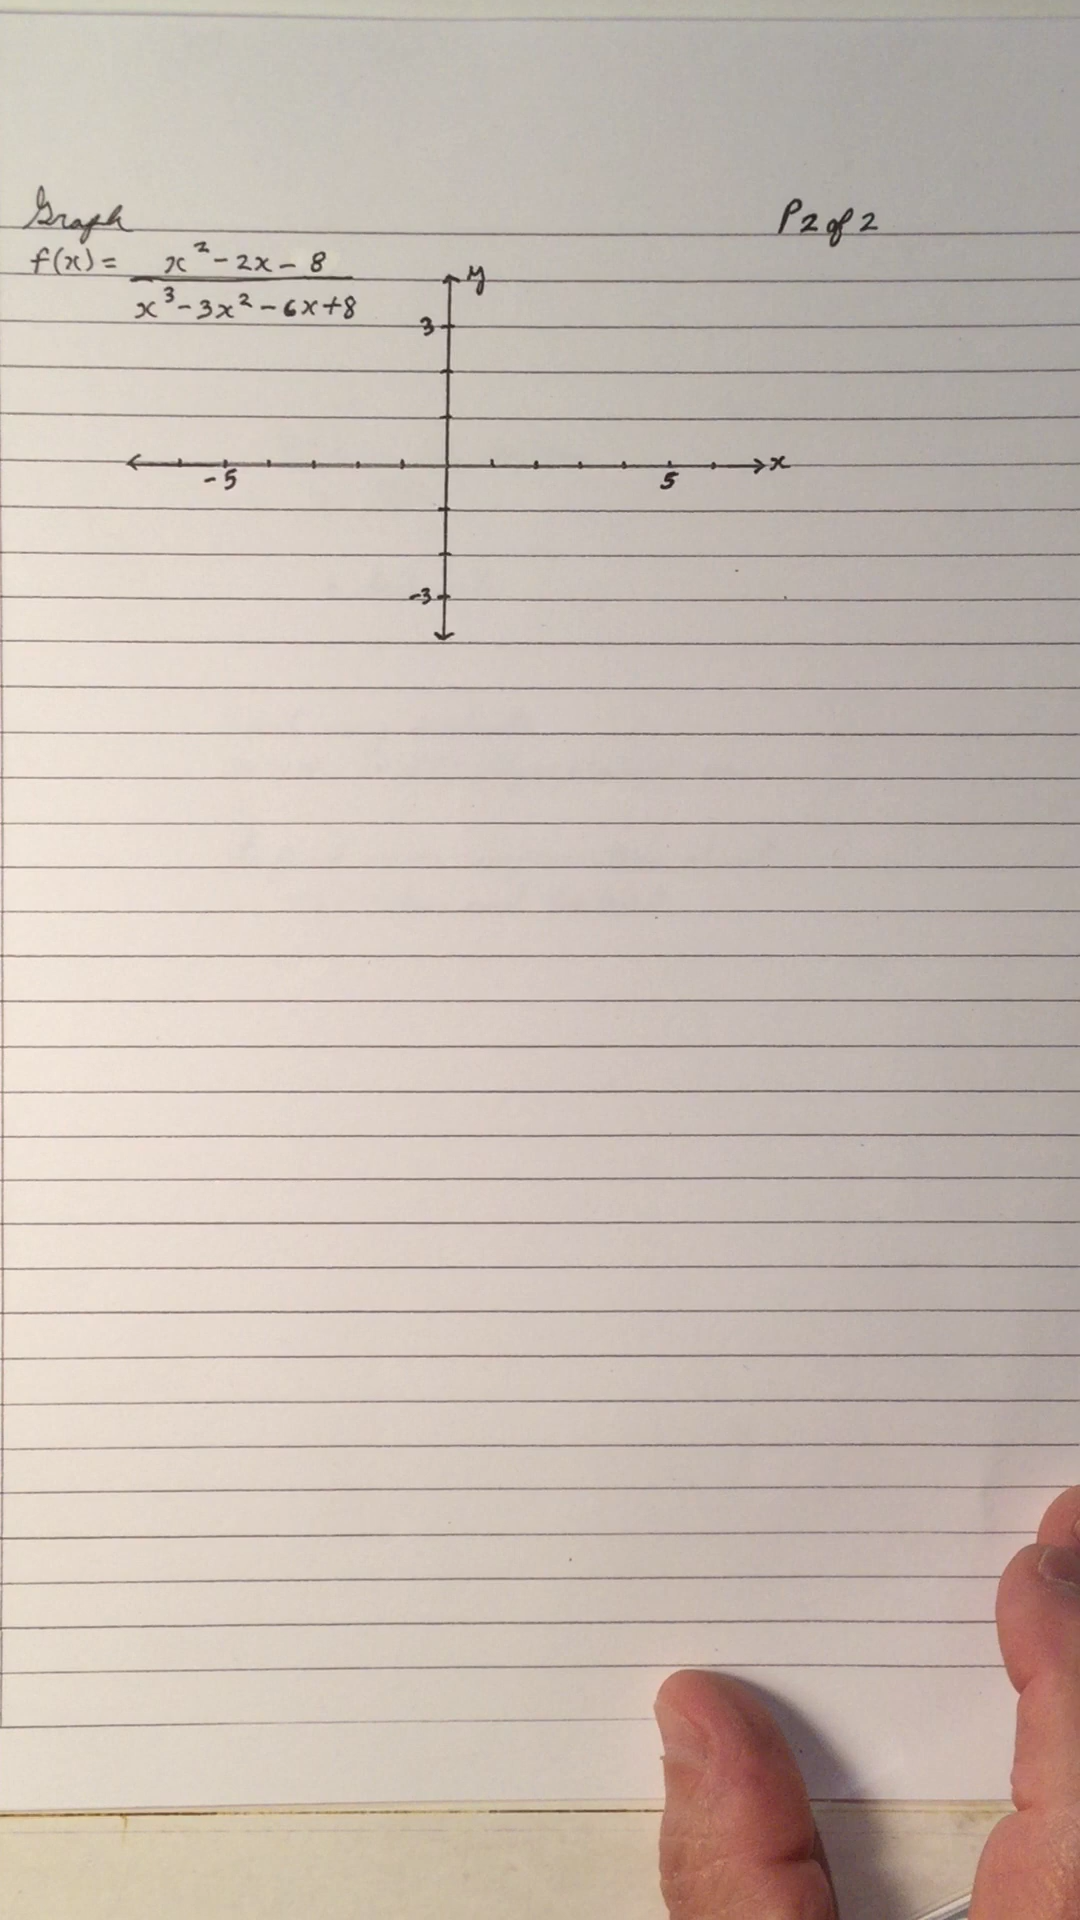 Graph
P2 of 2
f(x) = x² - 2x - 8
x³ - 3x² - 6x + 8
y
3
-5
5
x
-3